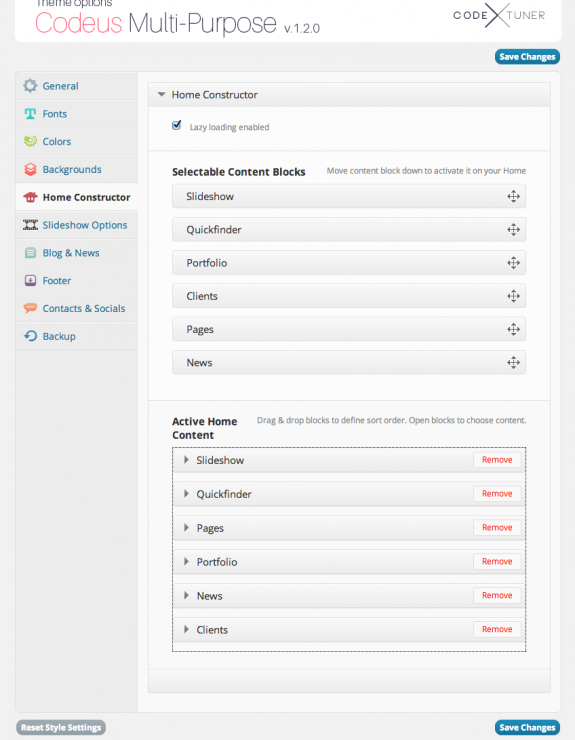 Theme options
Codeus Multi-Purpose v.1.2.0
CODE TUNER
Save Changes
General
Fonts
Colors
Backgrounds
Home Constructor
Slideshow Options
Blog & News
Footer
Contacts & Socials
Backup
Home Constructor
Lazy loading enabled
Selectable Content Blocks
Move content block down to activate it on your Home
Slideshow
Quickfinder
Portfolio
Clients
Pages
News
Active Home
Content
Drag & drop blocks to define sort order. Open blocks to choose content.
Slideshow Remove
Quickfinder Remove
Pages Remove
Portfolio Remove
News Remove
Clients Remove
Reset Style Settings
Save Changes